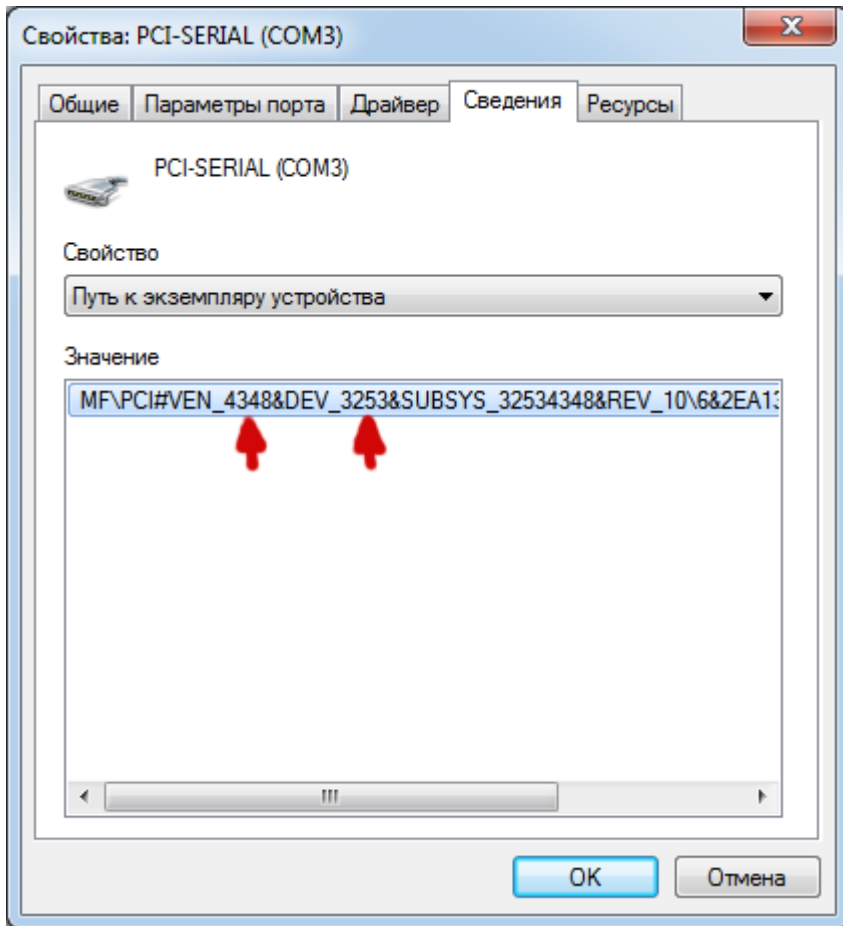 Свойства: PCI-SERIAL (COM3)
Общие Параметры порта Драйвер Сведения Ресурсы
PCI-SERIAL (COM3)
Свойство
Путь к экземпляру устройства
Значение
MF\PCI#VEN_4348&DEV_3253&SUBSYS_32534348&REV_10\6&2EA13
OK Отмена